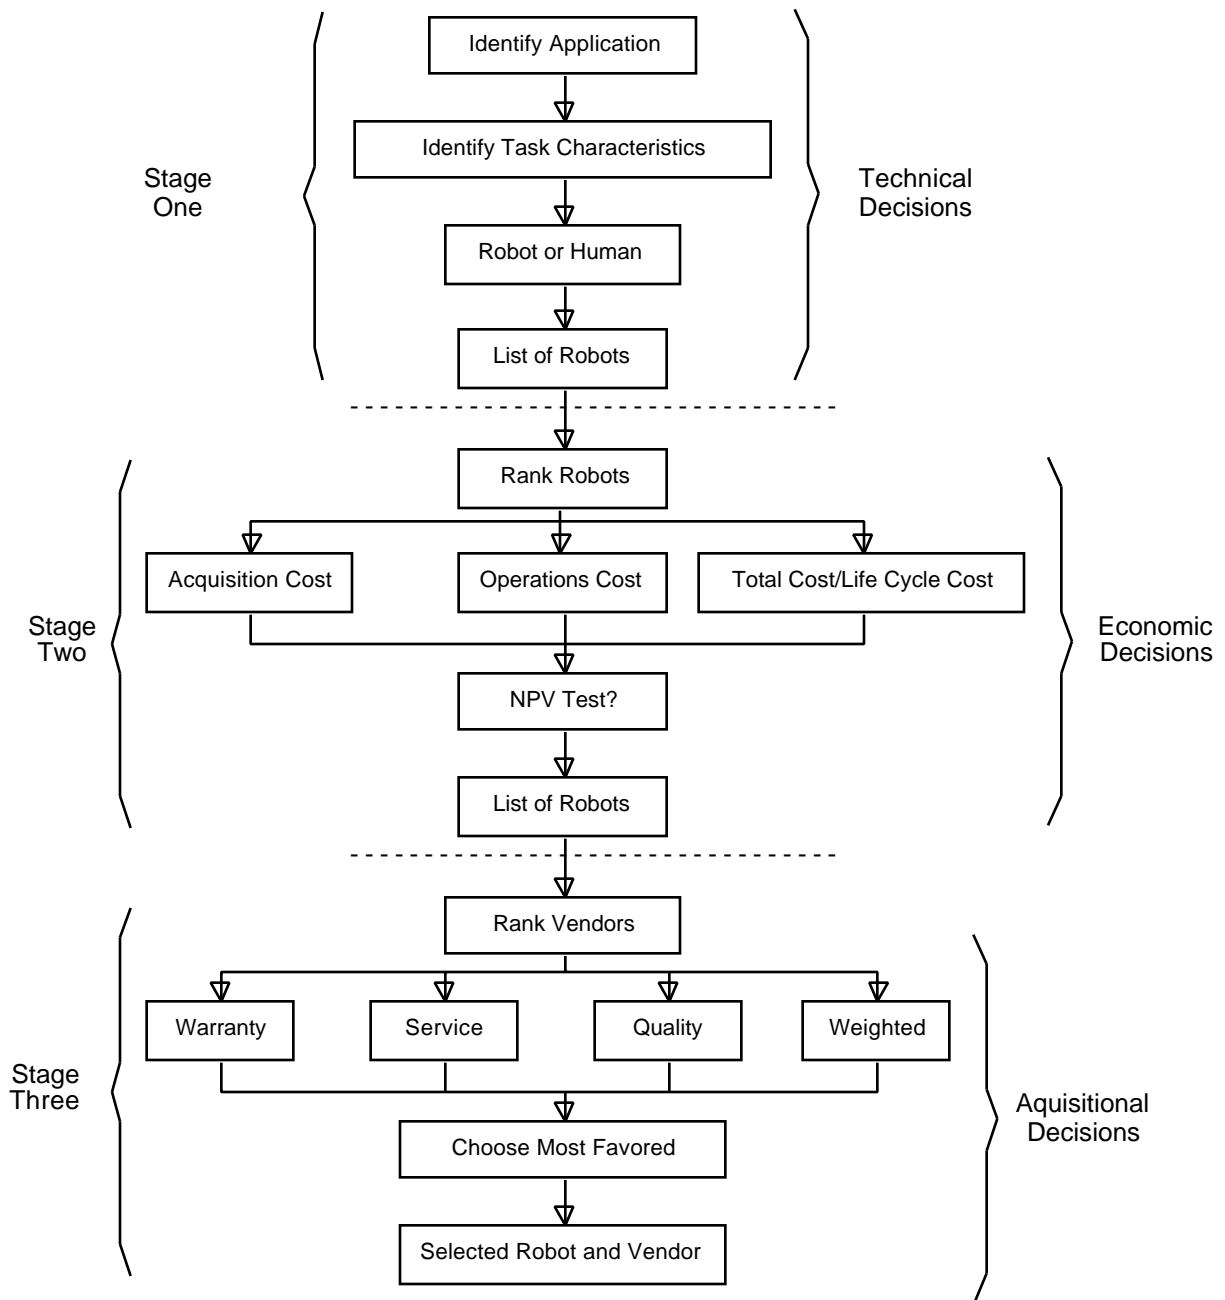 Identify Application
Identify Task Characteristics
Stage
One
Technical
Decisions
Robot or Human
List of Robots
Rank Robots
Acquisition Cost
Operations Cost
Total Cost/Life Cycle Cost
Stage
Two
Economic
Decisions
NPV Test?
List of Robots
Rank Vendors
Warranty
Service
Quality
Weighted
Stage
Three
Aquisitional
Decisions
Choose Most Favored
Selected Robot and Vendor